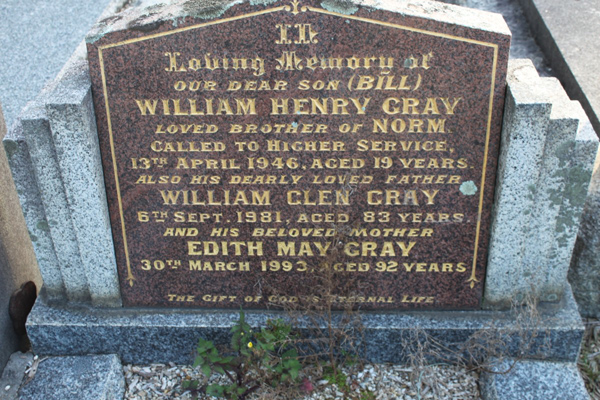 In
Loving Memory of
OUR DEAR SON (BILL)
WILLIAM HENRY GRAY
LOVED BROTHER OF NORM.
CALLED TO HIGHER SERVICE,
13TH APRIL 1946, AGED 19 YEARS.
ALSO HIS DEARLY LOVED FATHER
WILLIAM GLEN GRAY
6TH SEPT. 1981, AGED 83 YEARS.
AND HIS BELOVED MOTHER
EDITH MAY GRAY
30TH MARCH 1993, AGED 92 YEARS
THE GIFT OF GOD IS ETERNAL LIFE